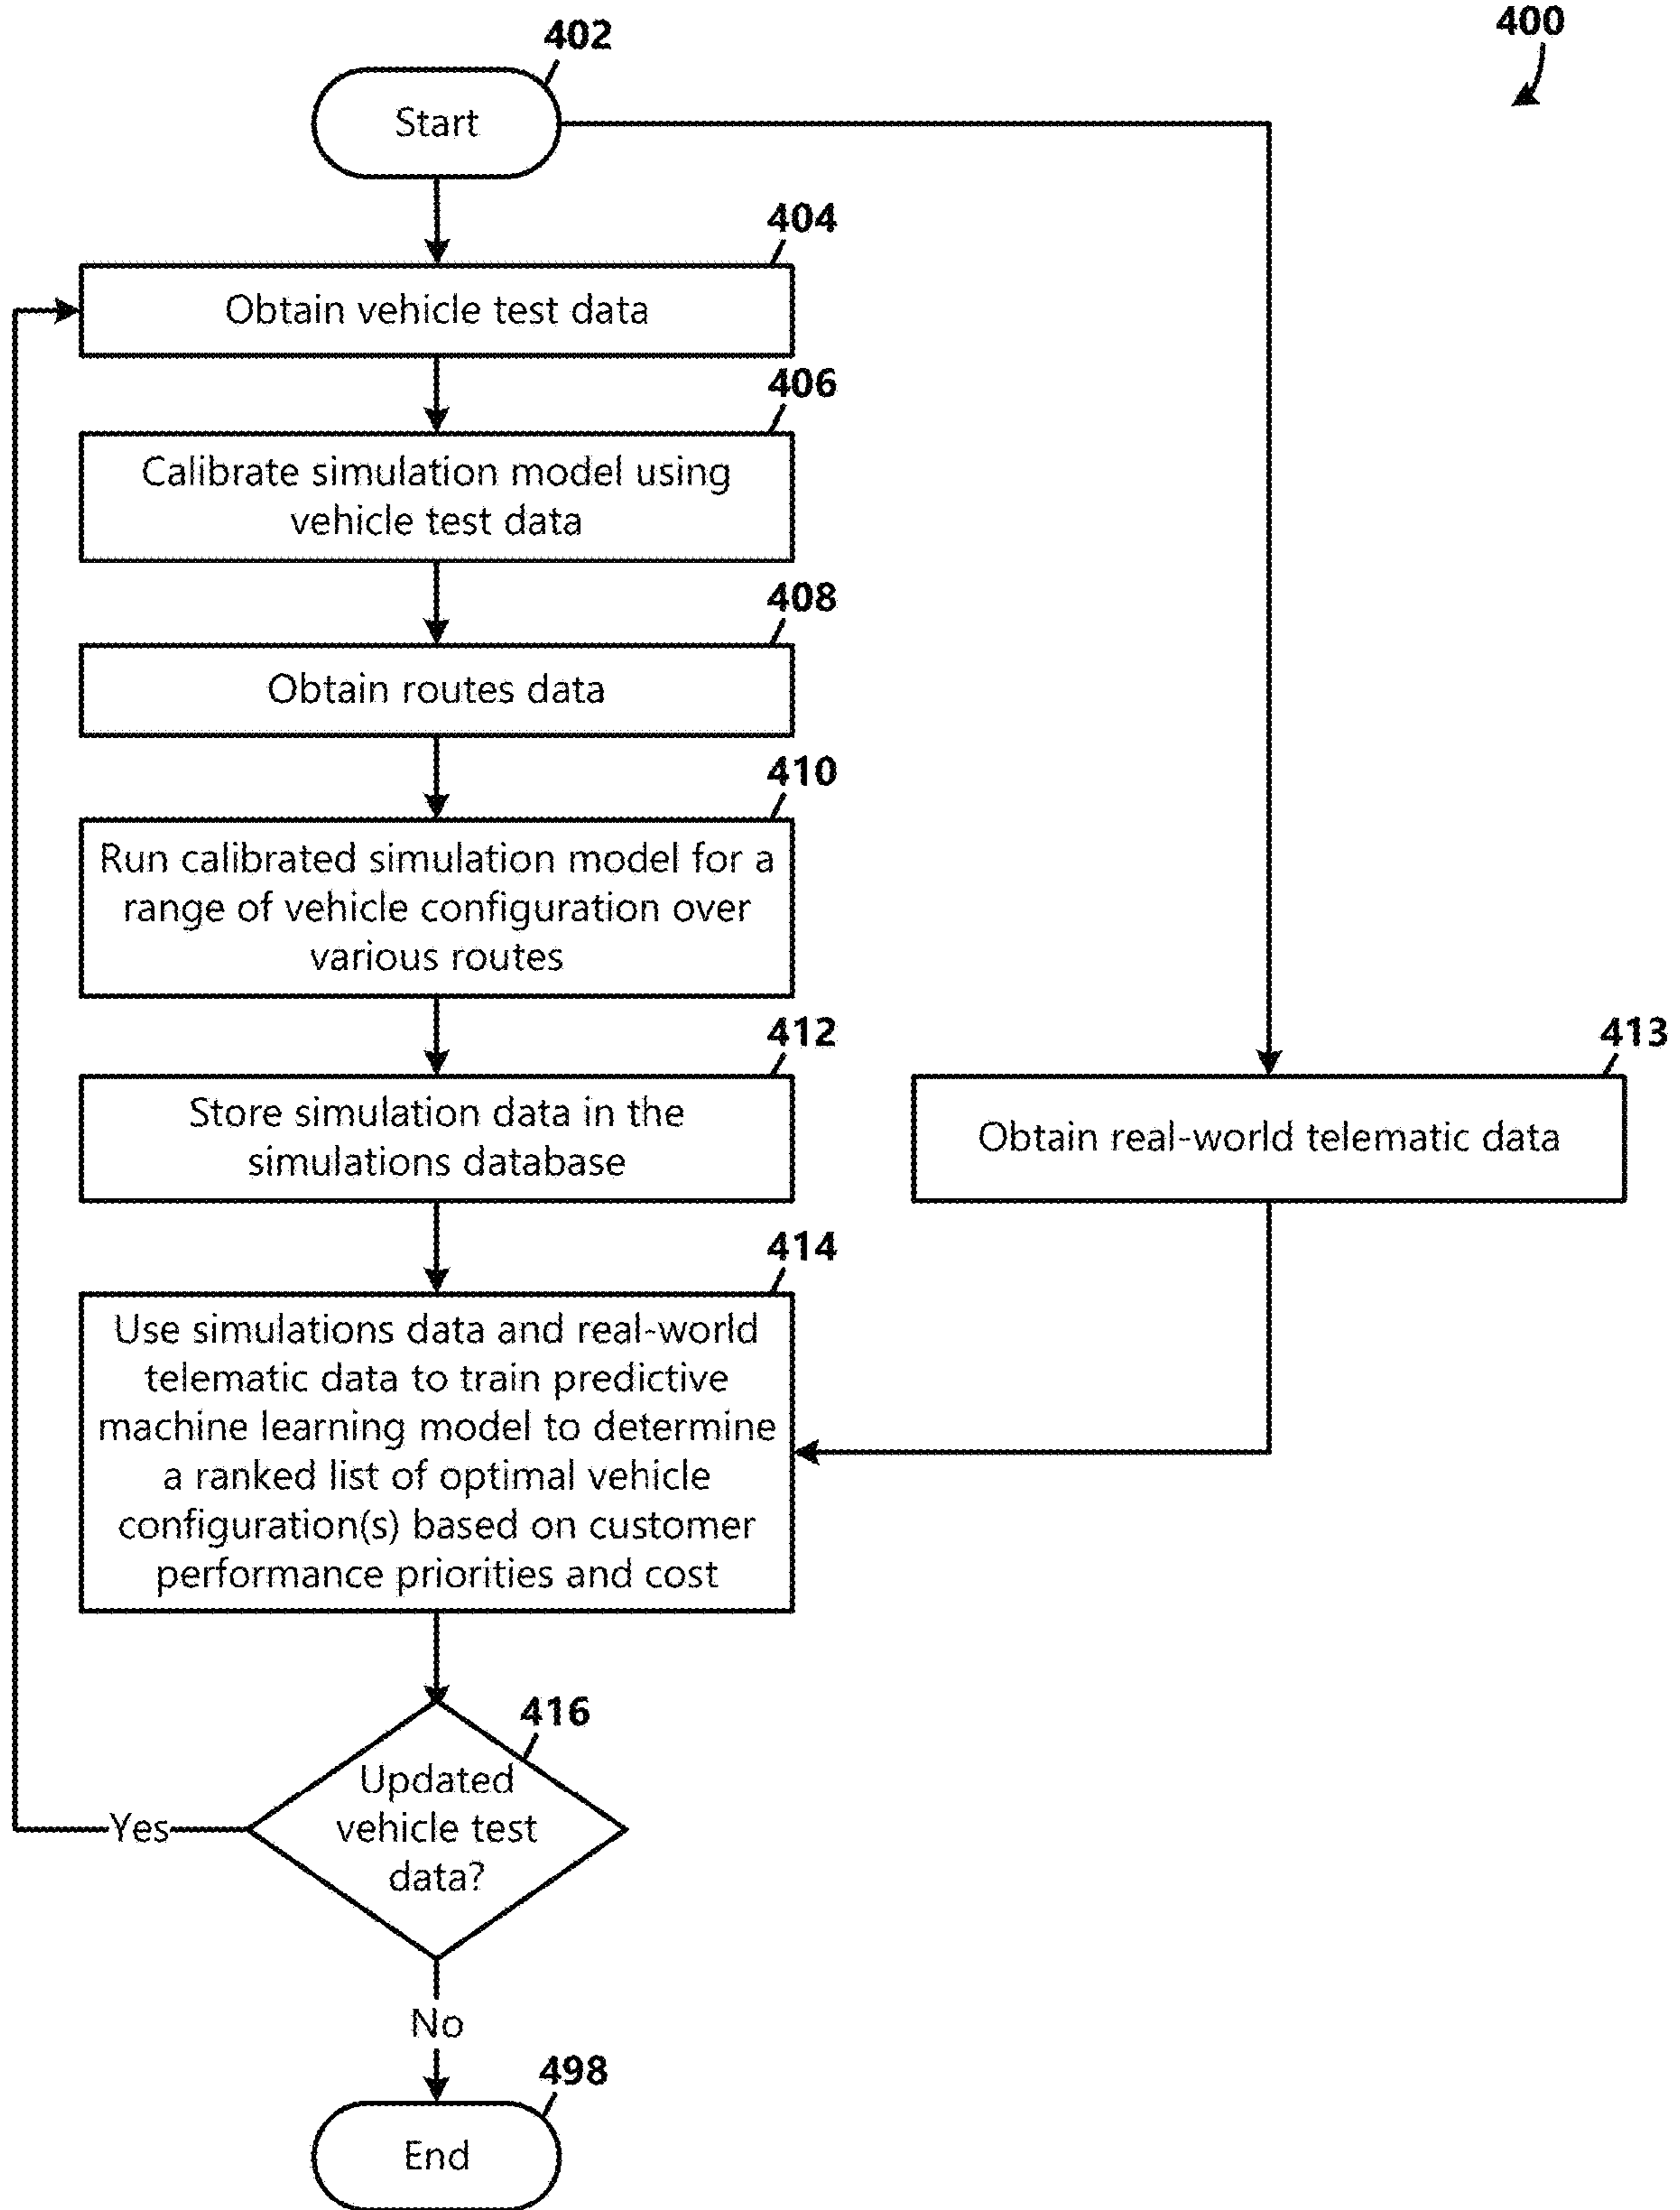 400
402
Start
404
Obtain vehicle test data
406
Calibrate simulation model using
vehicle test data
408
Obtain routes data
410
Run calibrated simulation model for a
range of vehicle configuration over
various routes
412
Store simulation data in the
simulations database
413
Obtain real-world telematic data
414
Use simulations data and real-world
telematic data to train predictive
machine learning model to determine
a ranked list of optimal vehicle
configuration(s) based on customer
performance priorities and cost
416
Updated
vehicle test
data?
Yes
No
498
End